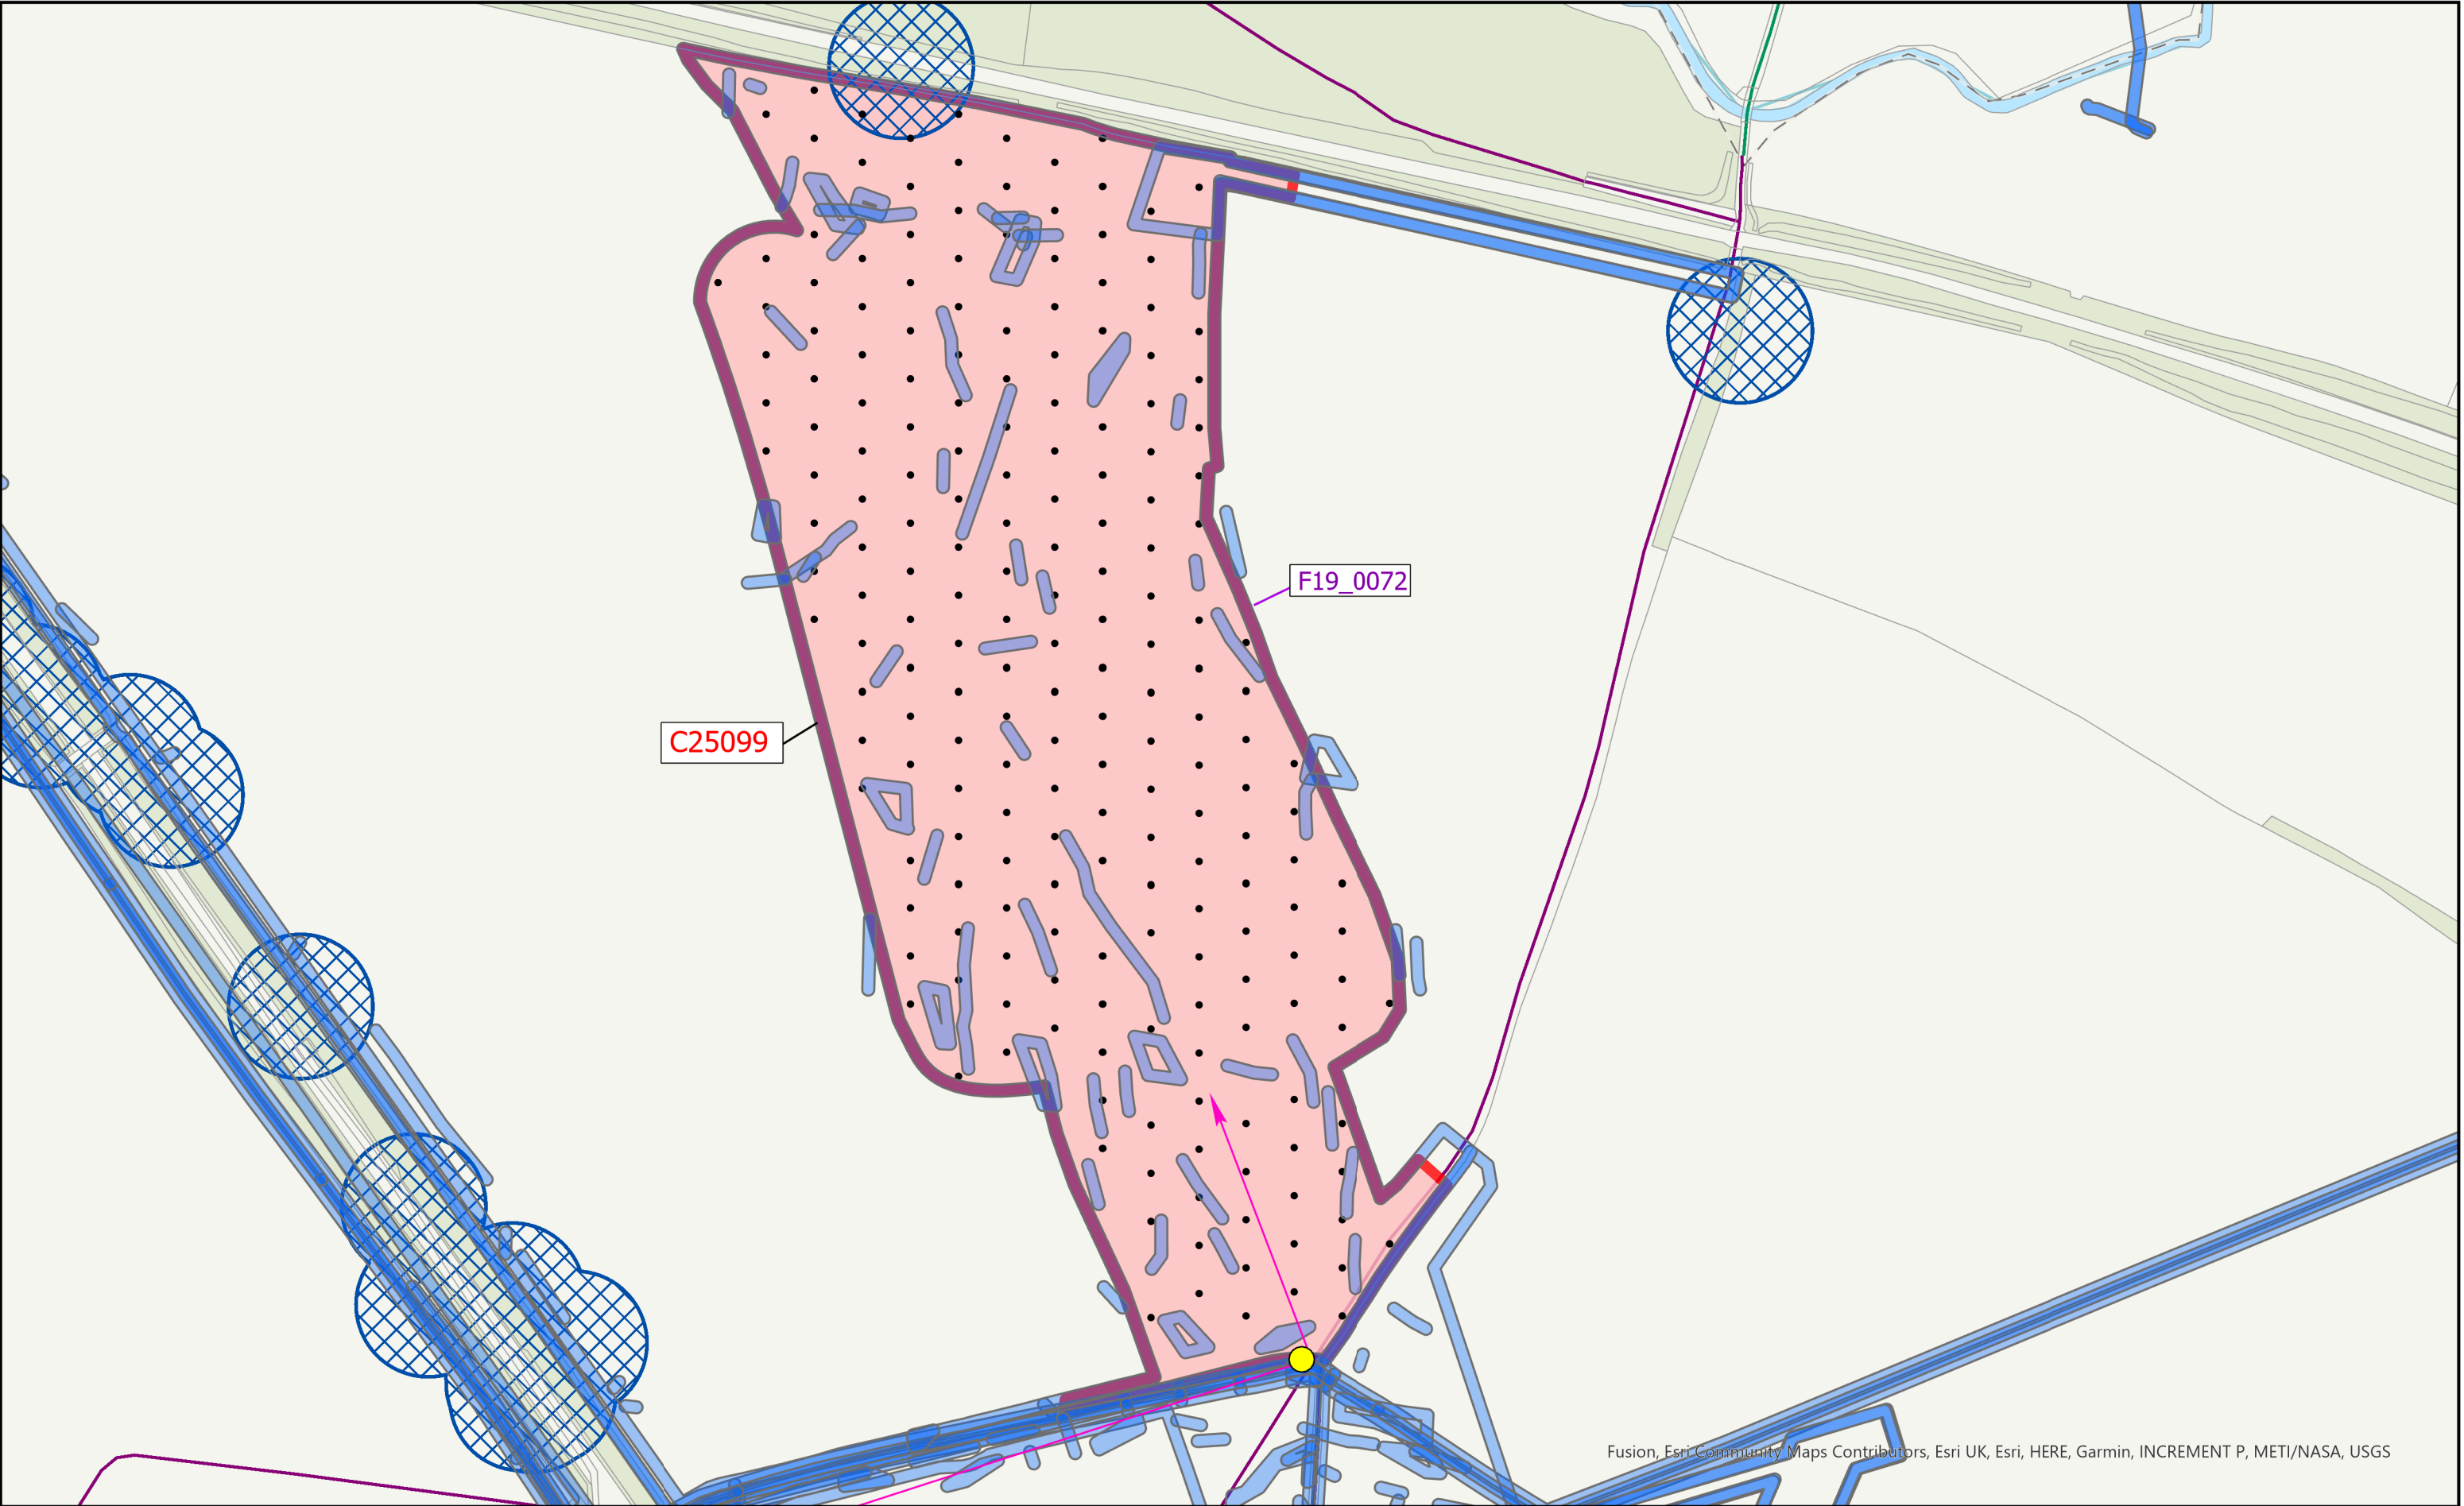 F19_0072
C25099
Fusion, Esri Community Maps Contributors, Esri UK, Esri, HERE, Garmin, INCREMENT P, METI/NASA, USGS